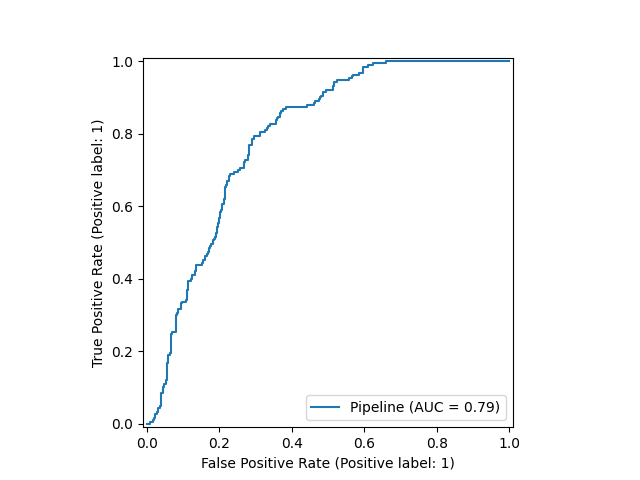 1.0
0.8
0.6
0.4
0.2
0.0
True Positive Rate (Positive label: 1)
Pipeline (AUC = 0.79)
0.0 0.2 0.4 0.6 0.8 1.0
False Positive Rate (Positive label: 1)